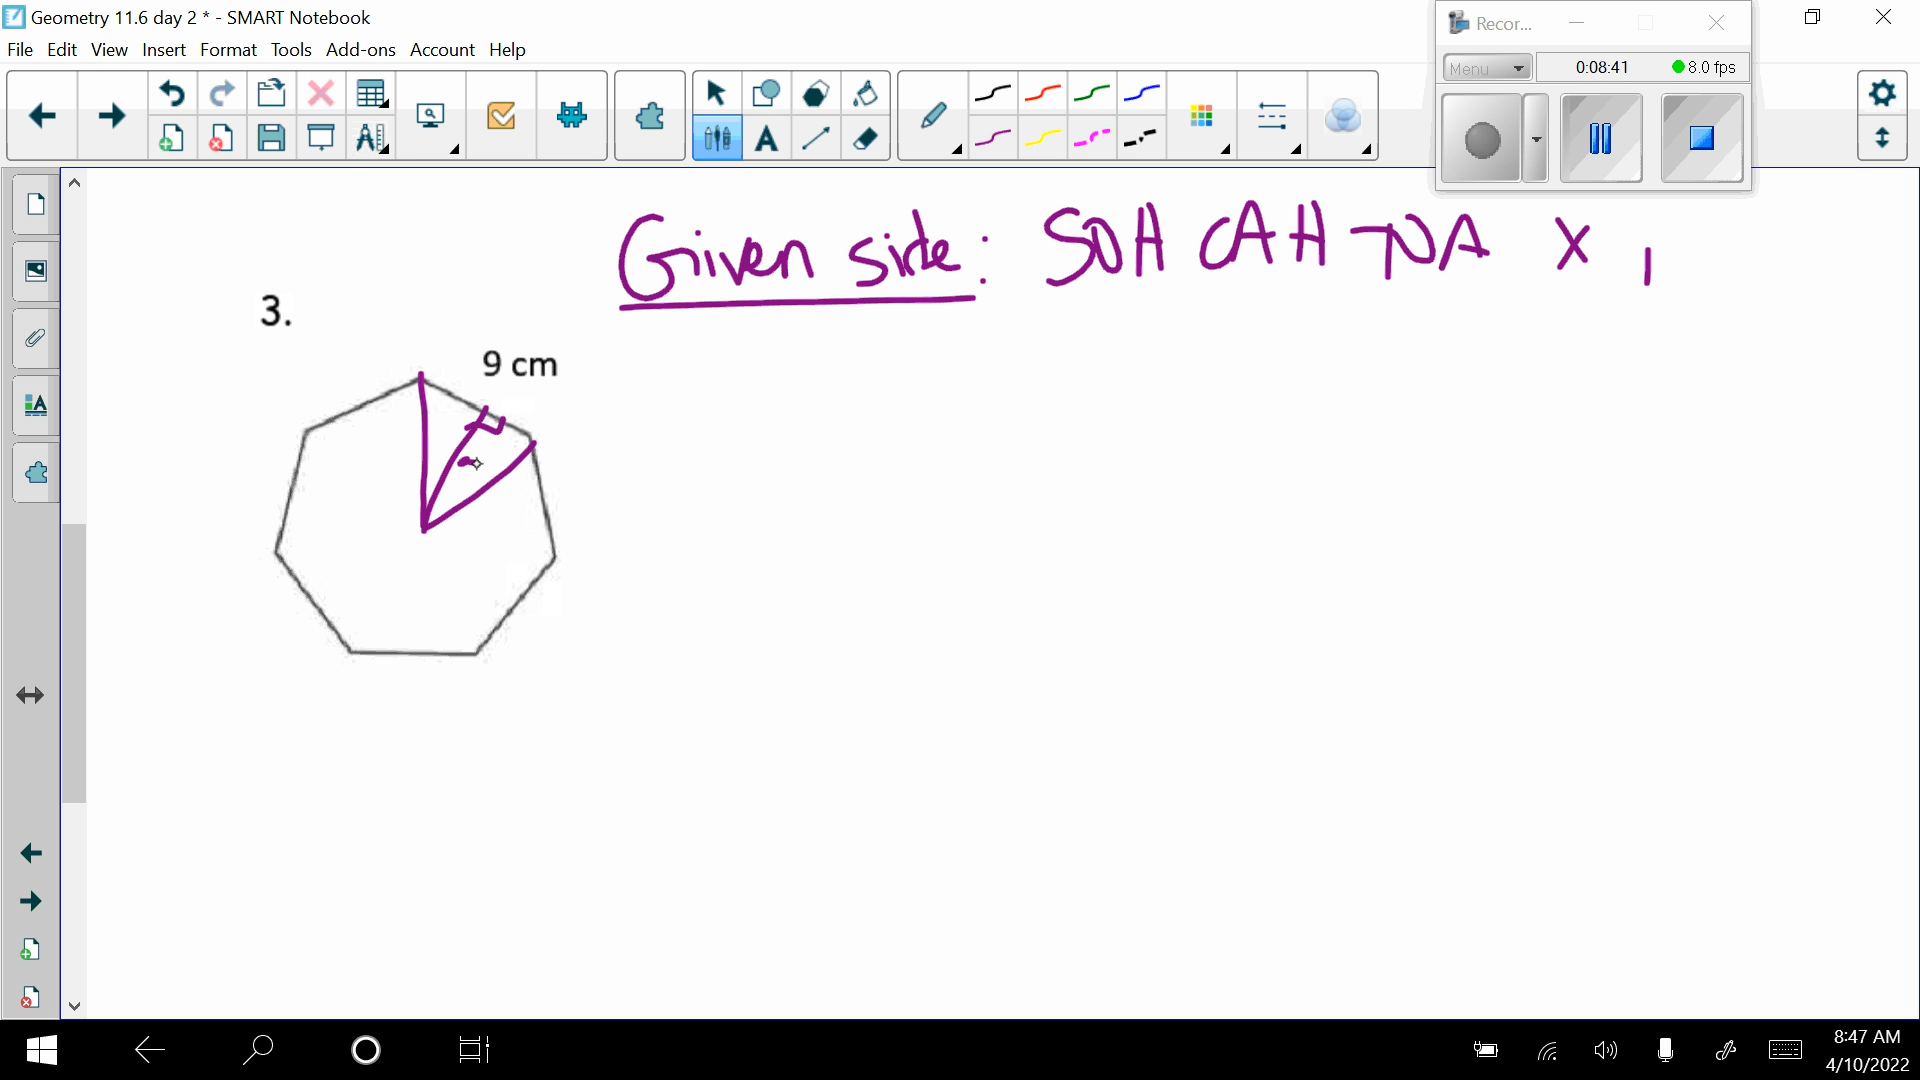 Geometry 11.6 day 2 * - SMART Notebook
Recor...
File Edit View Insert Format Tools Add-ons Account Help
Menu
0:08:41
8.0 fps
A
A
Given side: SOH CAH TOA X ,
3.
9 cm
8:47 AM
4/10/2022